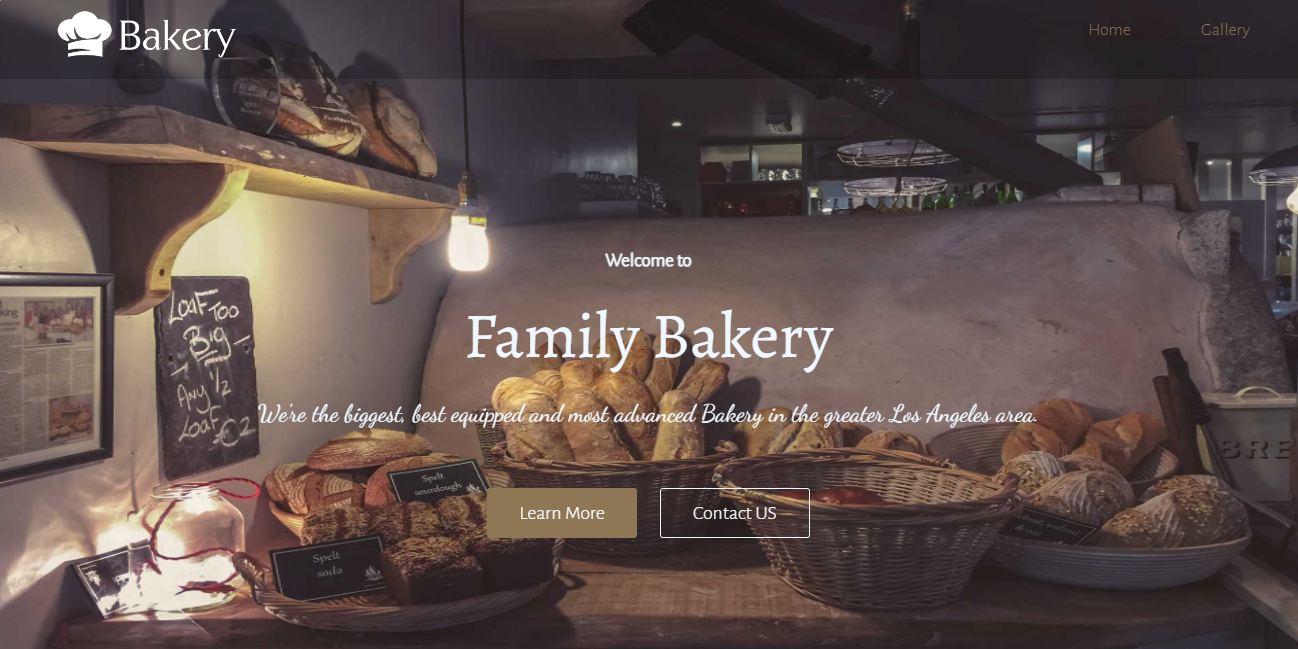 Bakery
Home
Gallery
Welcome to
Family Bakery
We're the biggest, best equipped and most advanced Bakery in the greater Los Angeles area.
Learn More
Contact US
Loaf Too
Big
Any 1/2
Loaf €2
Spelt
sourdough
Spelt
soda
BRE